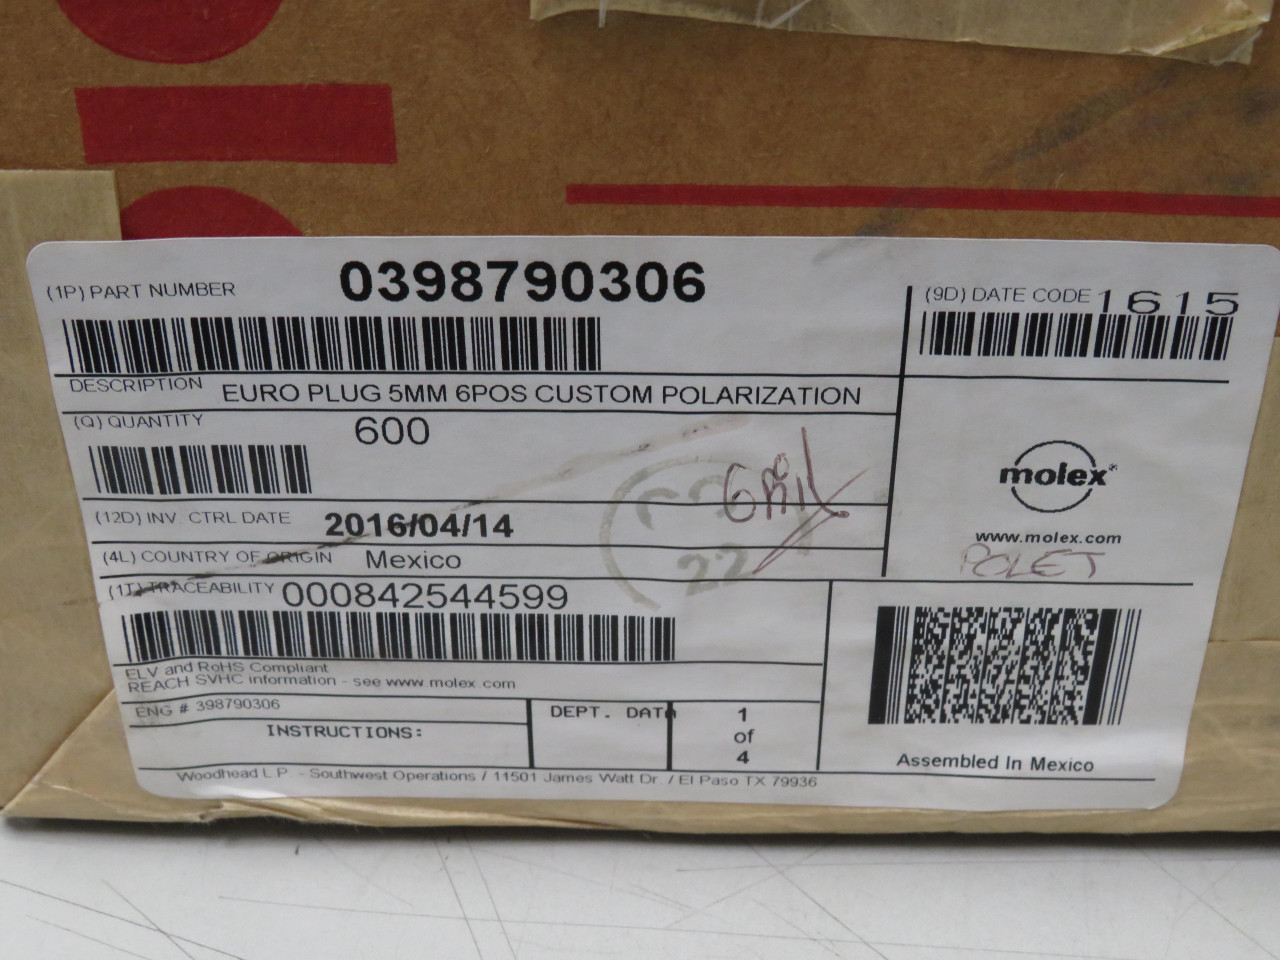 (1P) PART NUMBER 0398790306
(9D) DATE CODE 1615
DESCRIPTION EURO PLUG 5MM 6POS CUSTOM POLARIZATION
(Q) QUANTITY 600
molex
www.molex.com
POLET
(12D) INV. CTRL DATE 2016/04/14
22
(4L) COUNTRY OF ORIGIN Mexico
(1T) TRACEABILITY 000842544599
ELV and RoHS Compliant
REACH SVHC information - see www.molex.com
ENG # 398790306
INSTRUCTIONS:
DEPT. DATA
1
of
4
Assembled In Mexico
Woodhead L.P. - Southwest Operations / 11501 James Watt Dr. / El Paso TX 79936